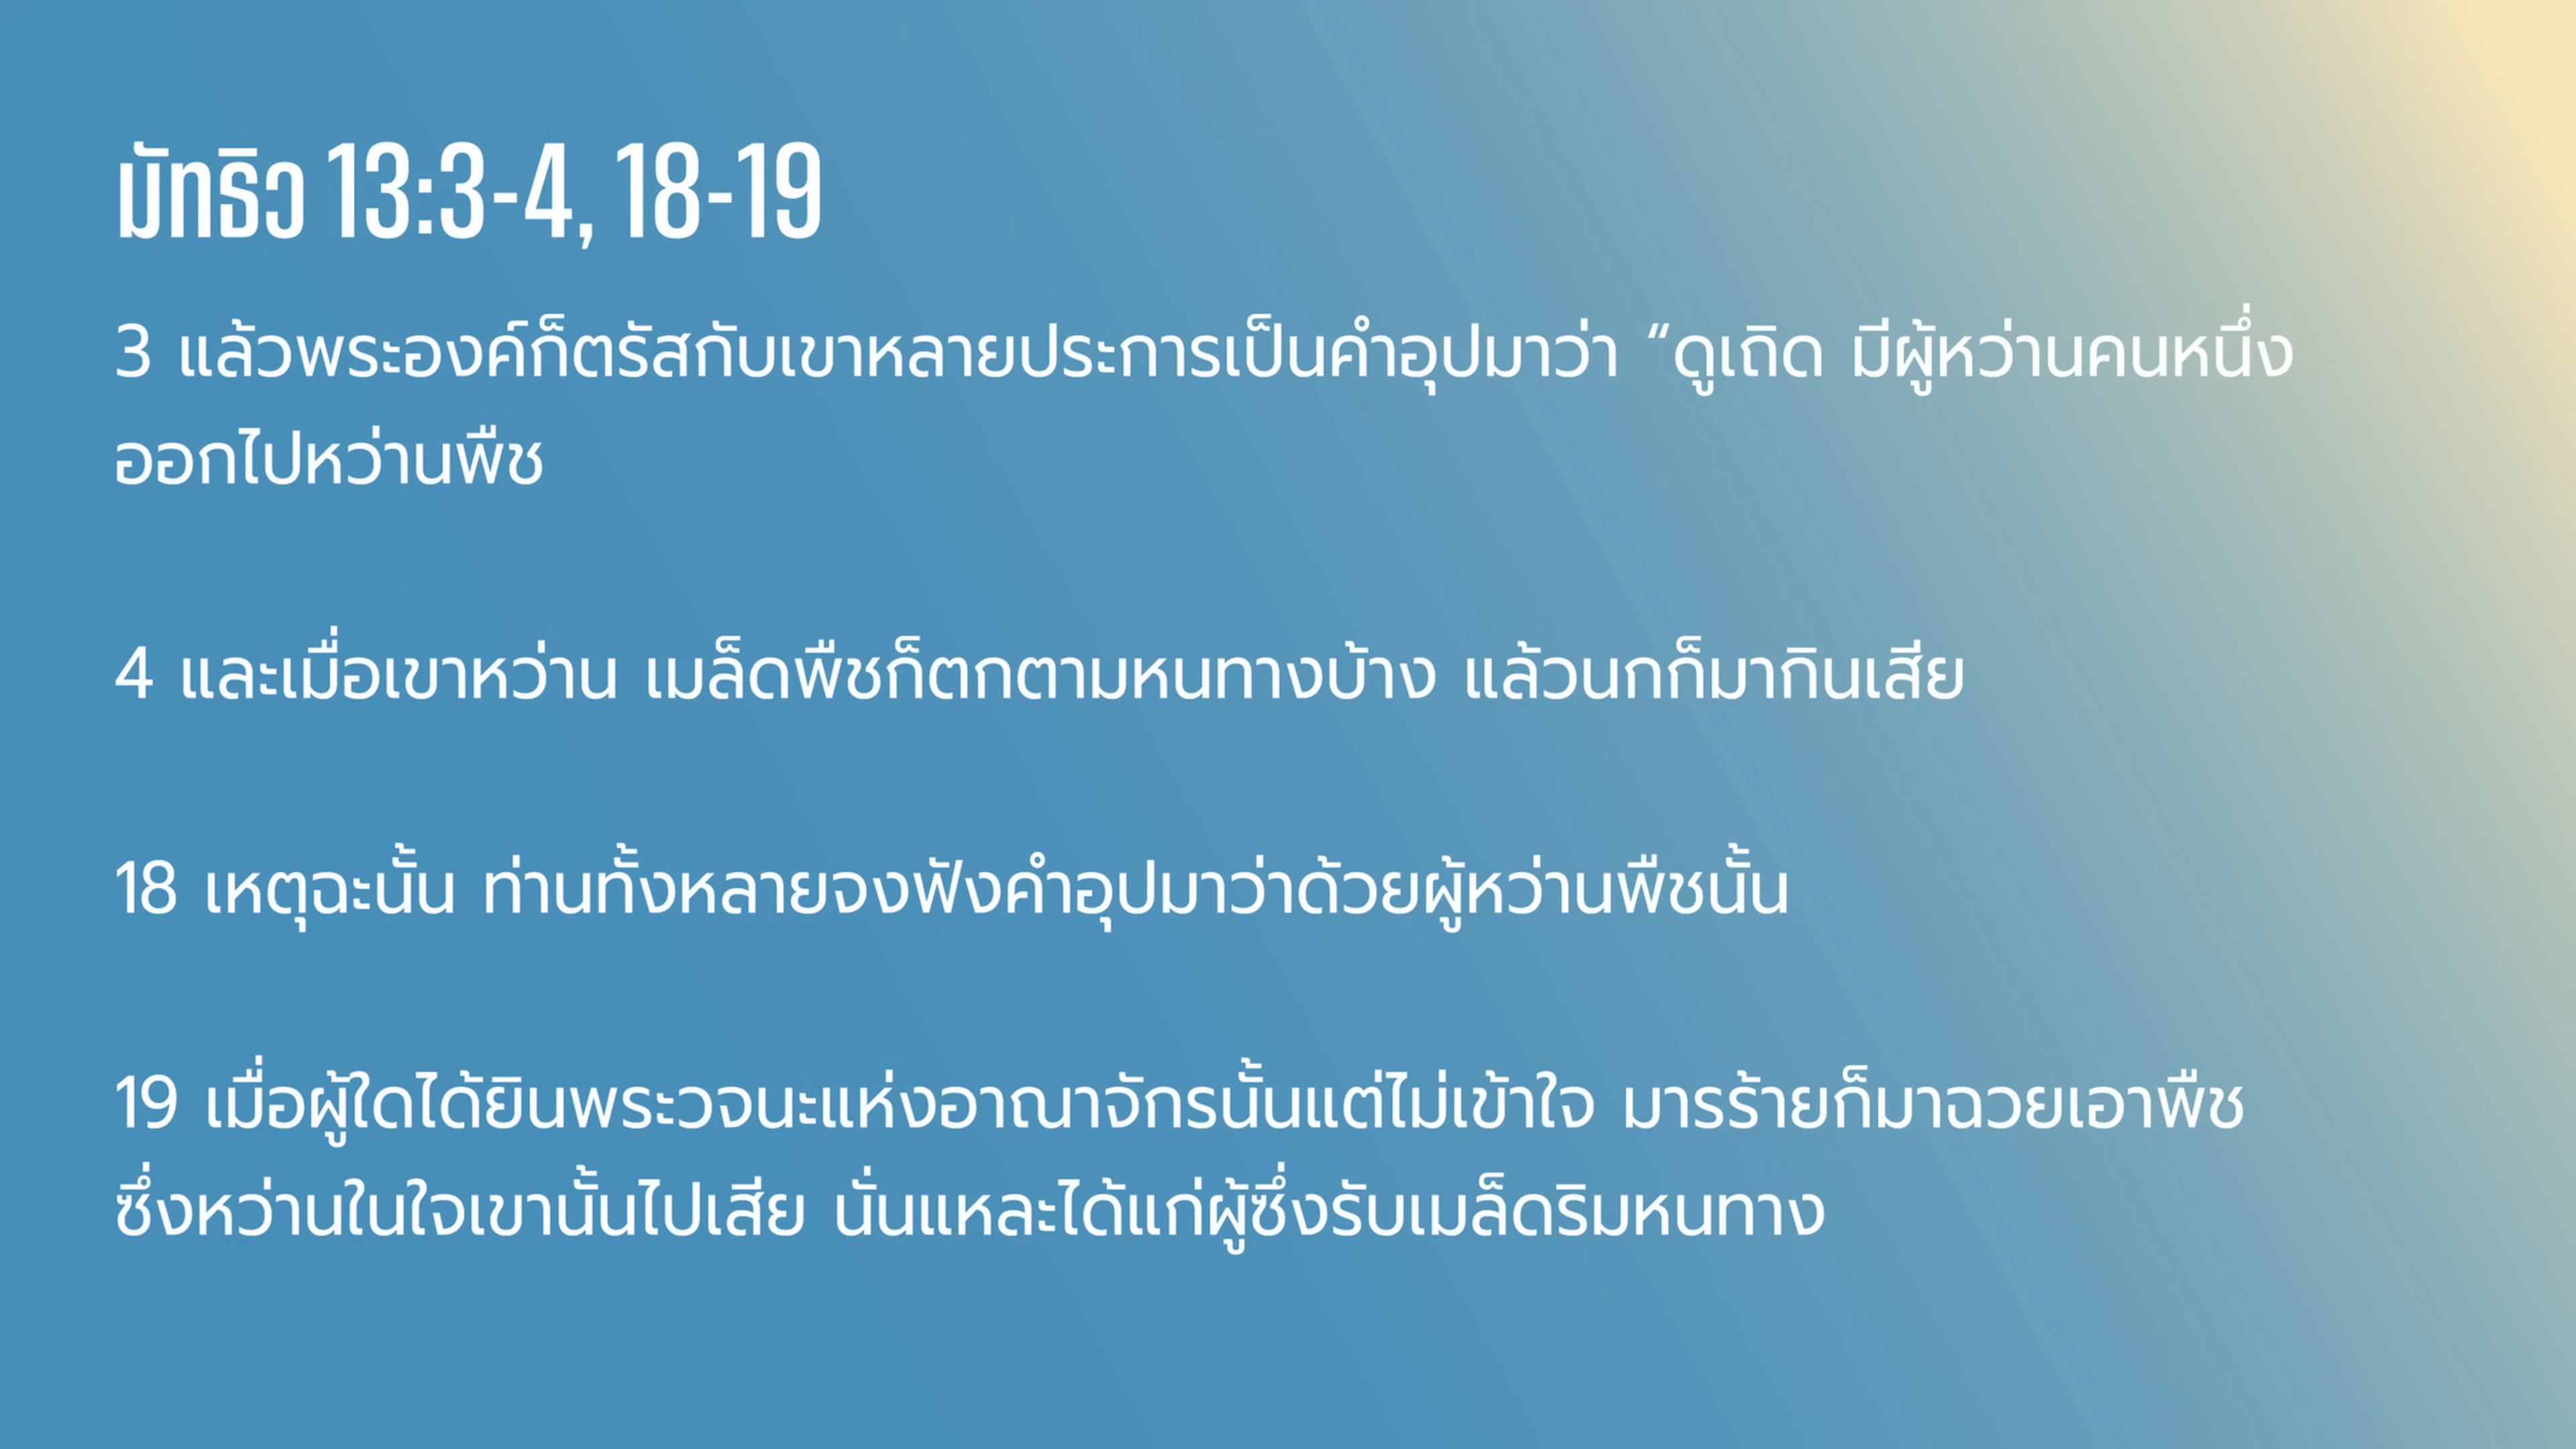 มัทธิว 13:3-4, 18-19
3 แล้วพระองค์ก็ตรัสกับเขาหลายประการเป็นคำอุปมาว่า “ดูเถิด มีผู้หว่านคนหนึ่ง
ออกไปหว่านพืช
4 และเมื่อเขาหว่าน เมล็ดพืชก็ตกตามหนทางบ้าง แล้วนกก็มากินเสีย
18 เหตุฉะนั้น ท่านทั้งหลายจงฟังคำอุปมาว่าด้วยผู้หว่านพืชนั้น
19 เมื่อผู้ใดได้ยินพระวจนะแห่งอาณาจักรนั้นแต่ไม่เข้าใจ มารร้ายก็มาฉวยเอาพืช
ซึ่งหว่านในใจเขานั้นไปเสีย นั่นแหละได้แก่ผู้ซึ่งรับเมล็ดริมหนทาง